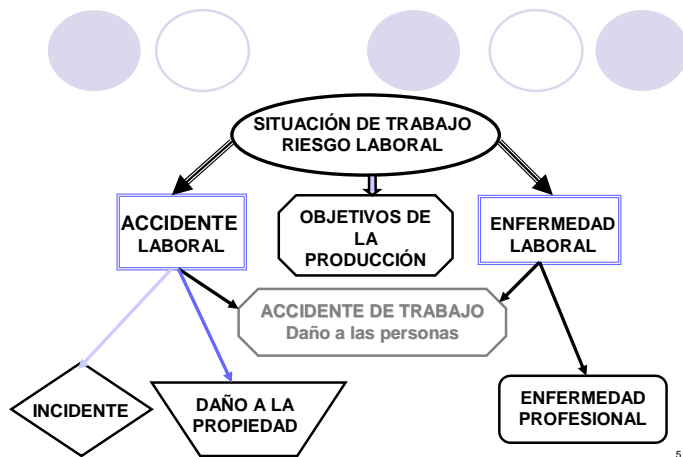 SITUACIÓN DE TRABAJO
RIESGO LABORAL
ACCIDENTE
LABORAL
OBJETIVOS DE
LA
PRODUCCIÓN
ENFERMEDAD
LABORAL
ACCIDENTE DE TRABAJO
Daño a las personas
INCIDENTE
DAÑO A LA
PROPIEDAD
ENFERMEDAD
PROFESIONAL
5